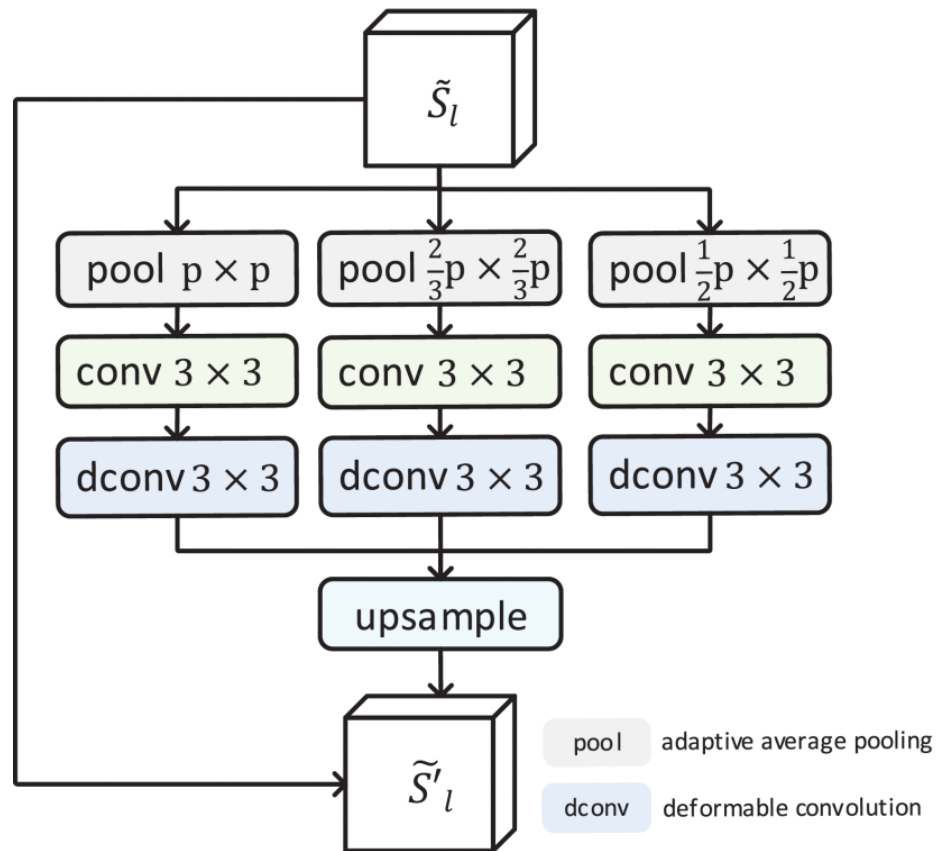 S̃_l
pool p × p
pool 2/3p × 2/3p
pool 1/2p × 1/2p
conv 3 × 3
conv 3 × 3
conv 3 × 3
dconv 3 × 3
dconv 3 × 3
dconv 3 × 3
upsample
S̃'_l
pool adaptive average pooling
dconv deformable convolution